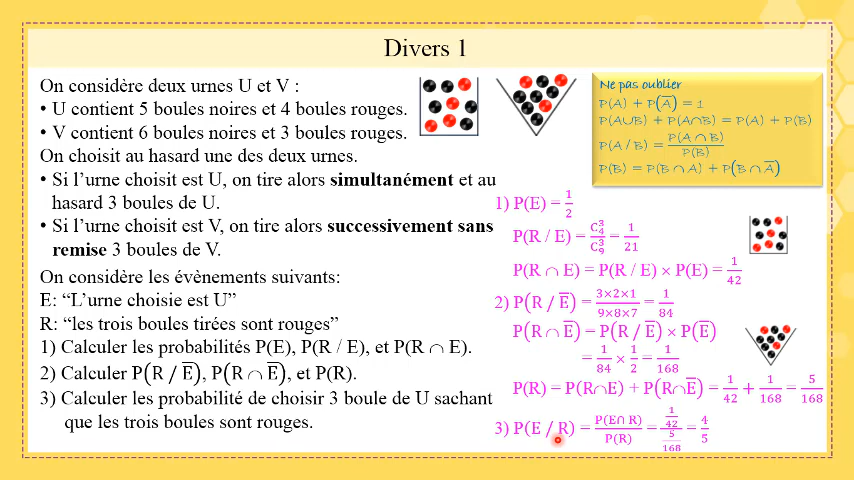 Divers 1
On considère deux urnes U et V :
• U contient 5 boules noires et 4 boules rouges.
• V contient 6 boules noires et 3 boules rouges.
On choisit au hasard une des deux urnes.
• Si l'urne choisit est U, on tire alors simultanément et au
hasard 3 boules de U.
• Si l'urne choisit est V, on tire alors successivement sans
remise 3 boules de V.
On considère les évènements suivants:
E: “L'urne choisie est U”
R: “les trois boules tirées sont rouges”
1) Calculer les probabilités P(E), P(R / E), et P(R ∩ E).
2) Calculer P(R / E̅), P(R ∩ E̅), et P(R).
3) Calculer les probabilité de choisir 3 boule de U sachant
que les trois boules sont rouges.
Ne pas oublier
P(A) + P(A̅) = 1
P(A∪B) + P(A∩B) = P(A) + P(B)
P(A / B) = P(A ∩ B) / P(B)
P(B) = P(B ∩ A) + P(B ∩ A̅)
1) P(E) = 1/2
P(R / E) = C₄³ / C₉³ = 1/21
P(R ∩ E) = P(R / E) × P(E) = 1/42
2) P(R / E̅) = 3×2×1 / 9×8×7 = 1/84
P(R ∩ E̅) = P(R / E̅) × P(E̅)
= 1/84 × 1/2 = 1/168
P(R) = P(R∩E) + P(R∩E̅) = 1/42 + 1/168 = 5/168
3) P(E / R) = P(E∩ R) / P(R) = (1/42) / (5/168) = 4/5